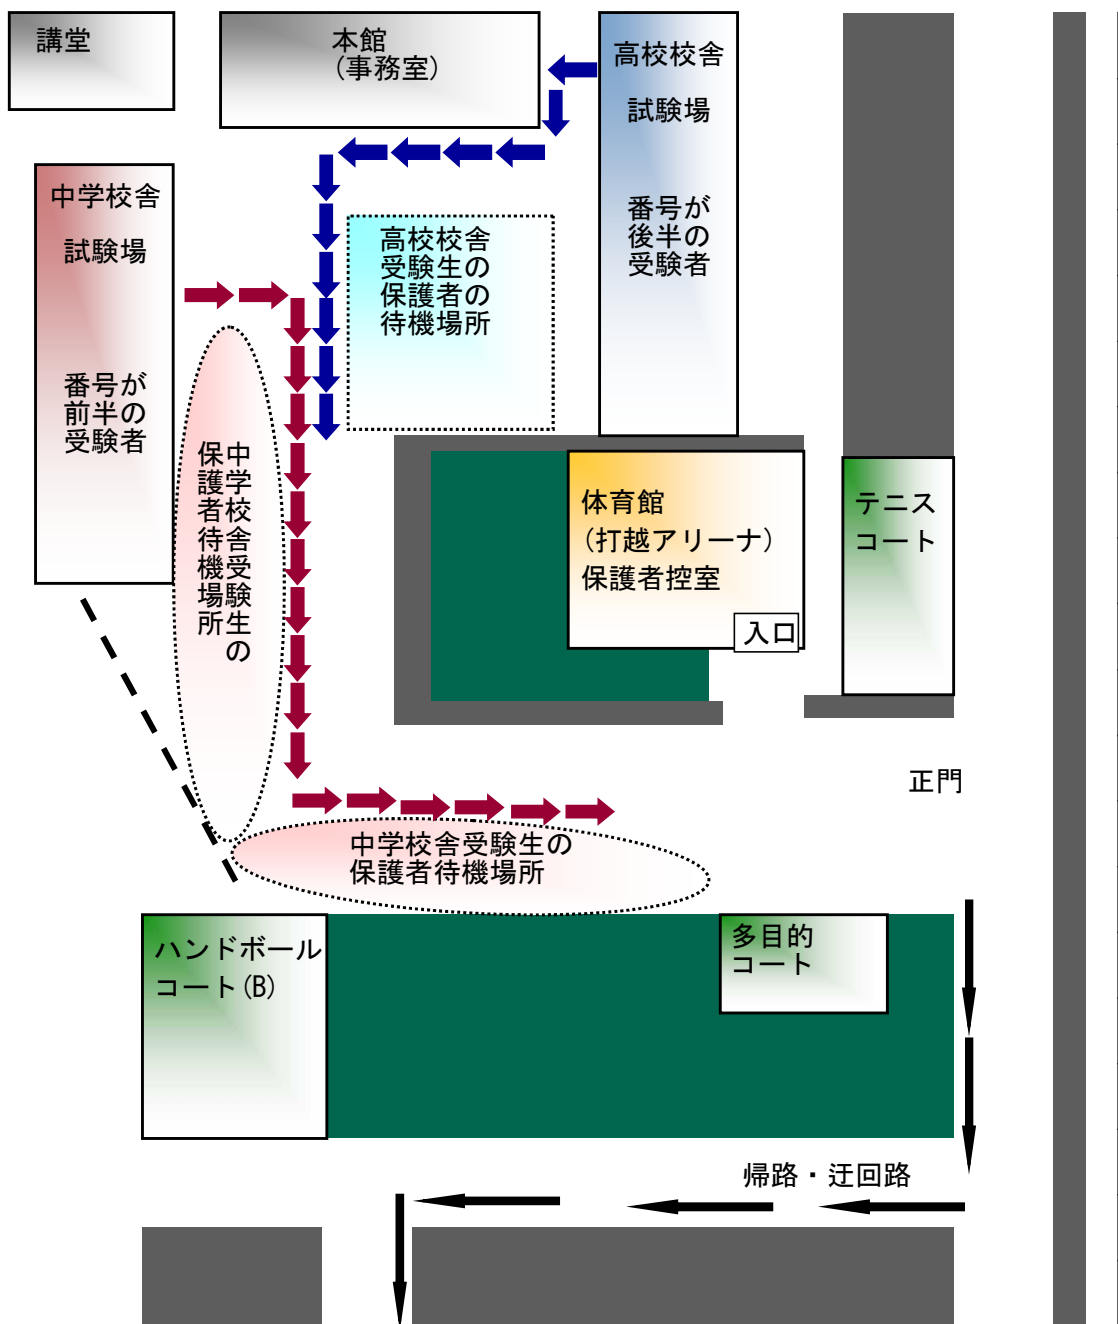 講堂
本館
(事務室)
高校校舎
試験場
番号が
後半の
受験者
中学校舎
試験場
番号が
前半の
受験者
高校校舎
受験生の
保護者の
待機場所
中学校舎受験生の
保護者待機場所
体育館
(打越アリーナ)
保護者控室
入口
テニス
コート
正門
中学校舎受験生の
保護者待機場所
ハンドボール
コート(B)
多目的
コート
帰路・迂回路